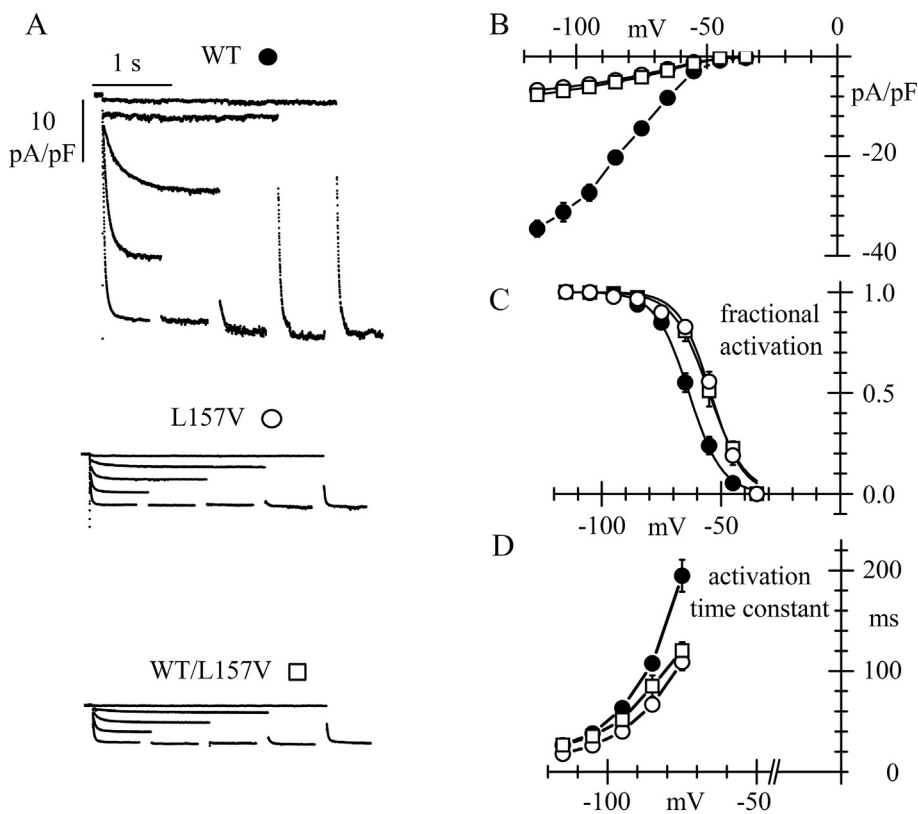 A
WT
1 s
10
pA/pF
L157V
WT/L157V
B
-100 mV -50 0
pA/pF
-20
-40
C
1.0
fractional
activation
0.5
0.0
-100 mV -50
D
200
activation
time constant
ms
100
0
-100 mV -50